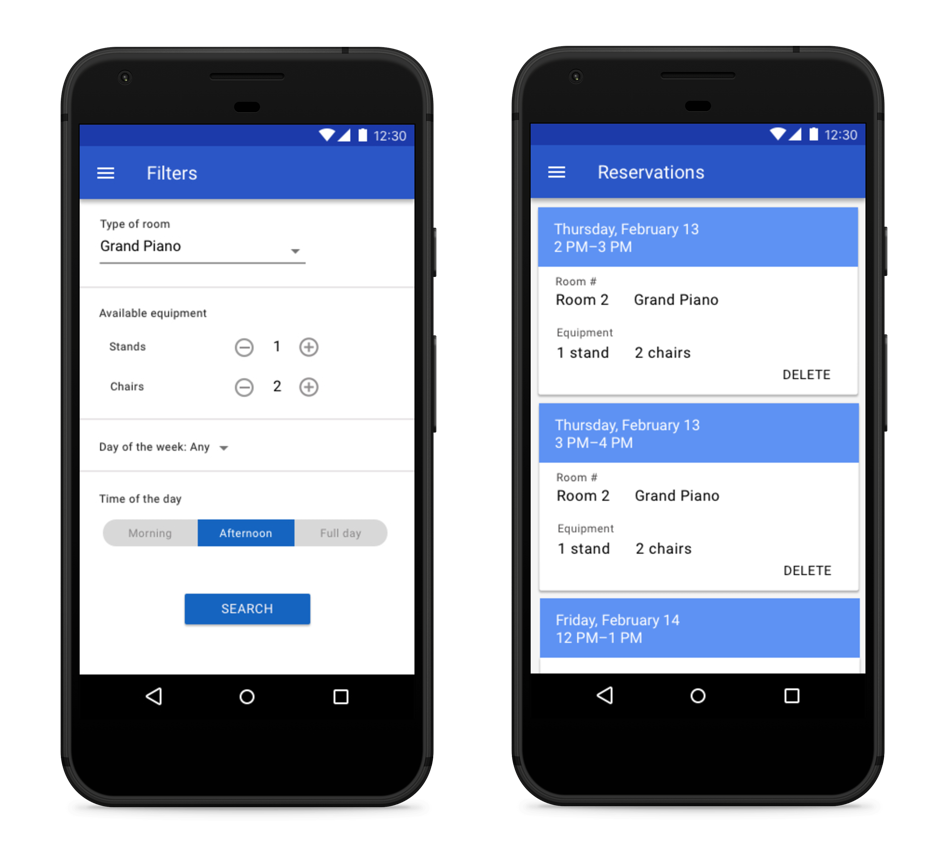 12:30
Filters
Type of room
Grand Piano
Available equipment
Stands 1
Chairs 2
Day of the week: Any
Time of the day
Morning Afternoon Full day
SEARCH
12:30
Reservations
Thursday, February 13
2 PM–3 PM
Room #
Room 2 Grand Piano
Equipment
1 stand 2 chairs
DELETE
Thursday, February 13
3 PM–4 PM
Room #
Room 2 Grand Piano
Equipment
1 stand 2 chairs
DELETE
Friday, February 14
12 PM–1 PM